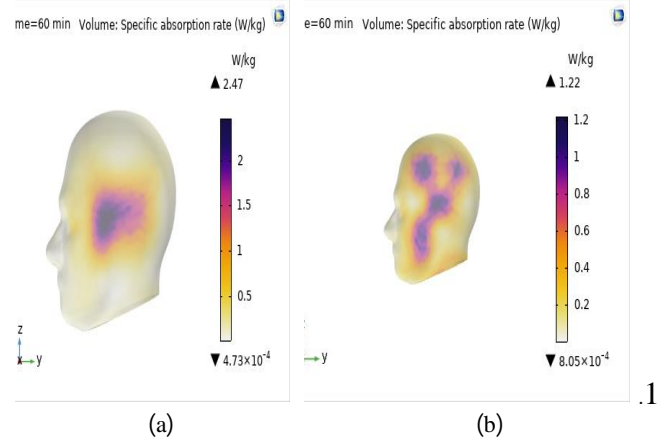 me=60 min Volume: Specific absorption rate (W/kg)
W/kg
▲ 2.47
2
1.5
1
0.5
▼ 4.73×10⁻⁴
z
x y
(a)
e=60 min Volume: Specific absorption rate (W/kg)
W/kg
▲ 1.22
1.2
1
0.8
0.6
0.4
0.2
▼ 8.05×10⁻⁴
y
(b)
.1